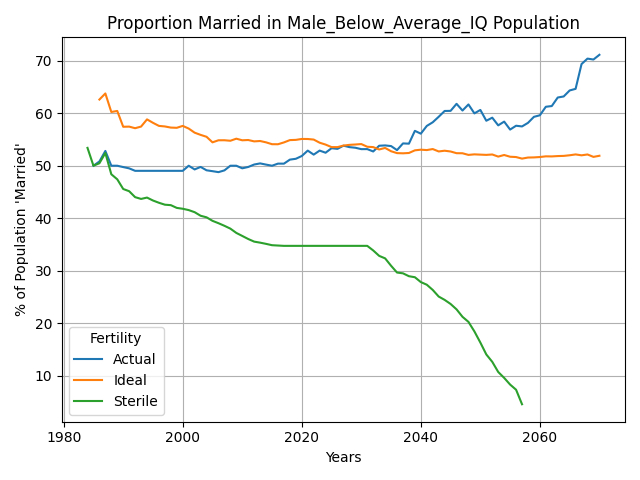 Proportion Married in Male_Below_Average_IQ Population
% of Population 'Married'
70
60
50
40
30
20
10
Fertility
Actual
Ideal
Sterile
1980 2000 2020 2040 2060
Years